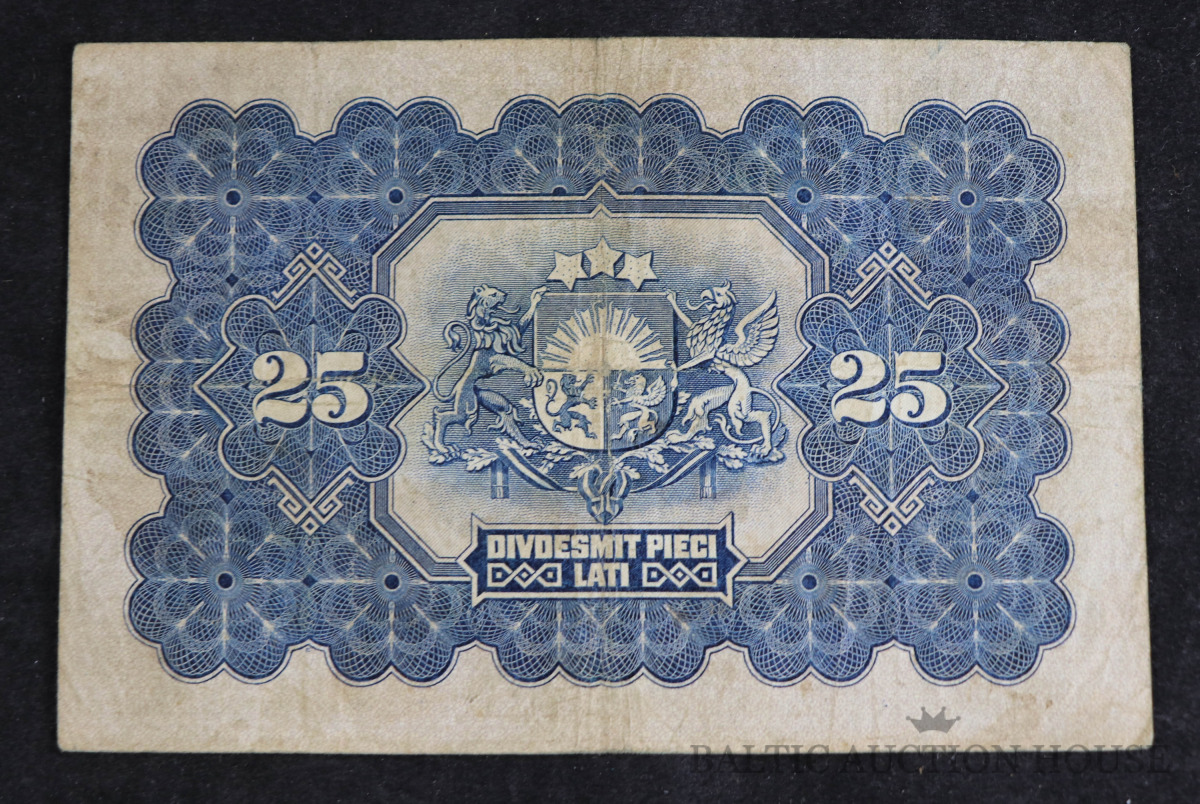 25 25
DIVDESMIT PIECI
LATI
BALTIC AUCTION HOUSE